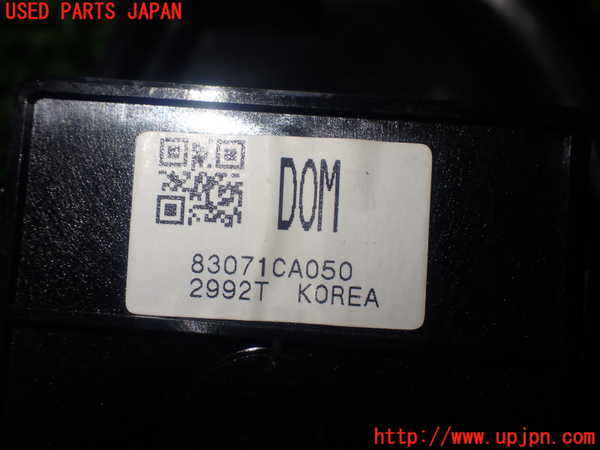 USED PARTS JAPAN
DOM
83071CA050
2992T KOREA
http://www.upjpn.com/